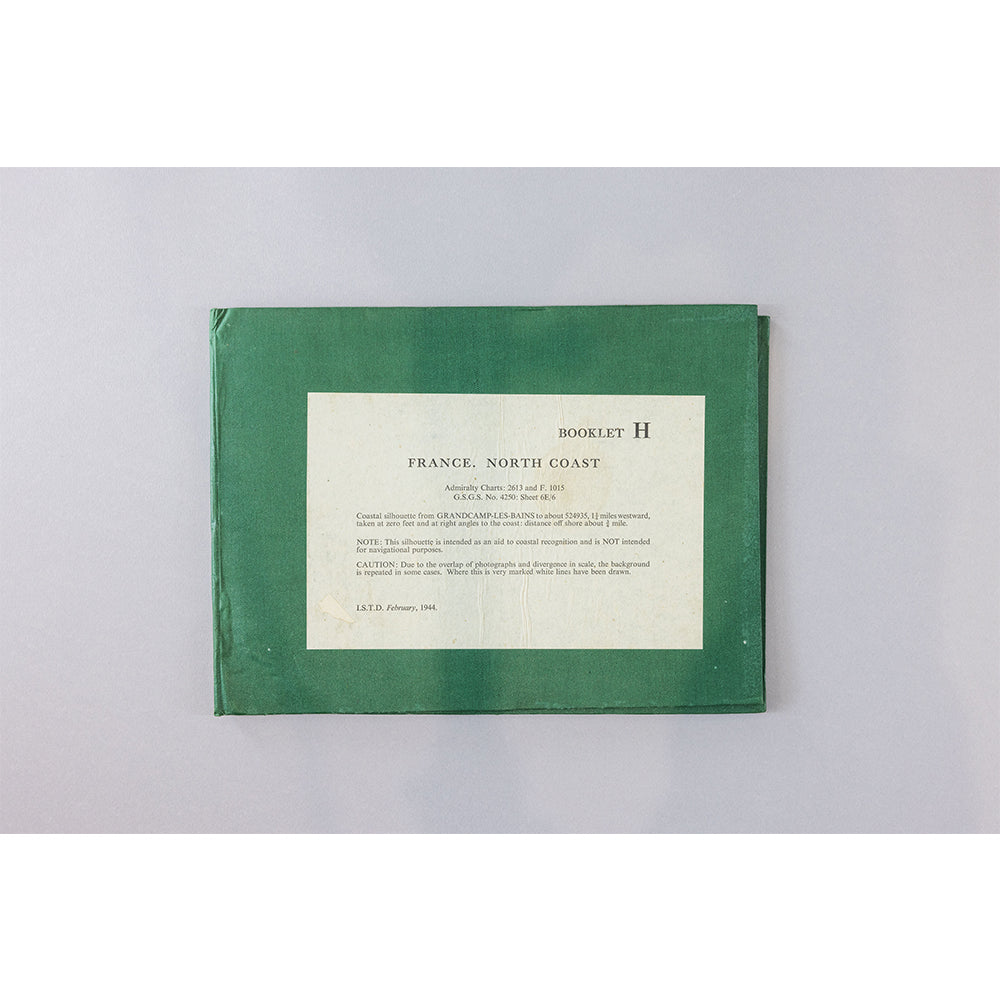 BOOKLET H
FRANCE. NORTH COAST
Admiralty Charts: 2613 and F. 1015
G.S.G.S. No. 4250: Sheet 6E/6
Coastal silhouette from GRANDCAMP-LES-BAINS to about 524935, 1¾ miles westward,
taken at zero feet and at right angles to the coast: distance off shore about ¾ mile.
NOTE: This silhouette is intended as an aid to coastal recognition and is NOT intended
for navigational purposes.
CAUTION: Due to the overlap of photographs and divergence in scale, the background
is repeated in some cases. Where this is very marked white lines have been drawn.
I.S.T.D. February, 1944.